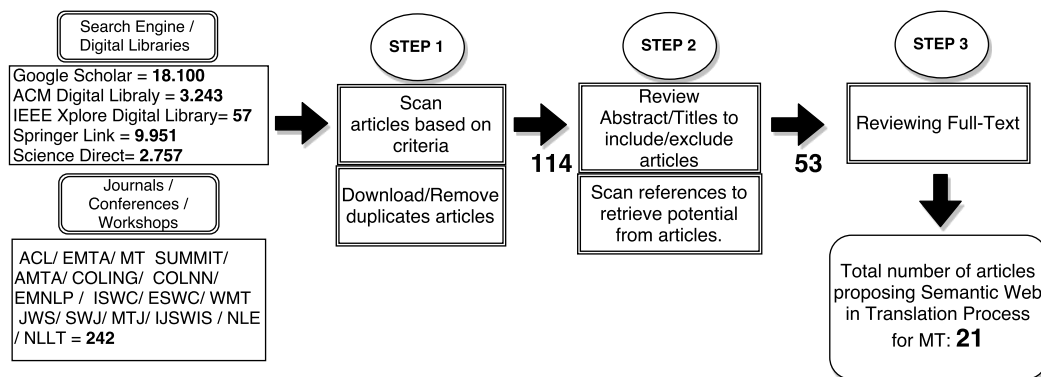 Search Engine /
Digital Libraries
Google Scholar = 18.100
ACM Digital Libraly = 3.243
IEEE Xplore Digital Library= 57
Springer Link = 9.951
Science Direct= 2.757
Journals /
Conferences /
Workshops
ACL/ EMTA/ MT SUMMIT/
AMTA/ COLING/ COLNN/
EMNLP / ISWC/ ESWC/ WMT
JWS/ SWJ/ MTJ/ IJSWIS / NLE
/ NLLT = 242
STEP 1
Scan
articles based on
criteria
Download/Remove
duplicates articles
114
STEP 2
Review
Abstract/Titles to
include/exclude
articles
Scan references to
retrieve potential
from articles.
53
STEP 3
Reviewing Full-Text
Total number of articles
proposing Semantic Web
in Translation Process
for MT: 21